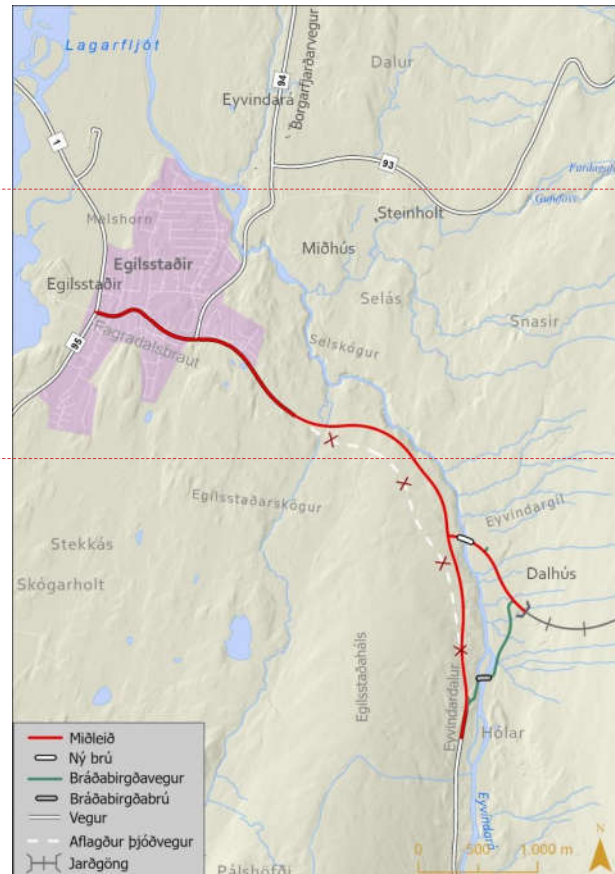 Lagarfljót
94
Borgarfjarðarvegur
Dalur
Eyvindará
1
93
Melshorn
Steinholt
Miðhús
Egilsstaðir
Egilsstaðir
Selás
Snasir
Fagradalsbraut
95
Selskógur
Egilsstaðarskógur
Eyvindargil
Stekkás
Dalhús
Skógarholt
Egilsstaðaháls
Eyvindardalur
Hólar
Eyvindará
Miðleið
Ný brú
Bráðabirgðavegur
Bráðabirgðabrú
Vegur
Aflagður þjóðvegur
Jarðgöng
Pálshöfði
0 500 1.000 m
N